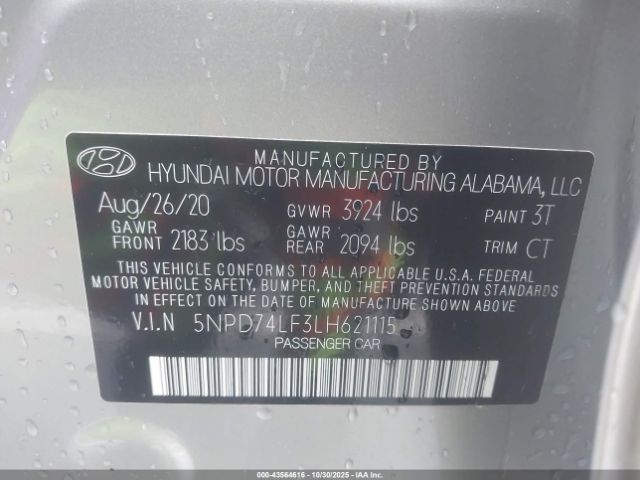 MANUFACTURED BY
HYUNDAI MOTOR MANUFACTURING ALABAMA, LLC
Aug/26/20 GVWR 3924 lbs PAINT 3T
GAWR FRONT 2183 lbs GAWR REAR 2094 lbs TRIM CT
THIS VEHICLE CONFORMS TO ALL APPLICABLE U.S.A. FEDERAL
MOTOR VEHICLE SAFETY, BUMPER, AND THEFT PREVENTION STANDARDS
IN EFFECT ON THE DATE OF MANUFACTURE SHOWN ABOVE.
V.I.N 5NPD74LF3LH621115
PASSENGER CAR
000-43564616 • 10/30/2025 • IAAI.COM